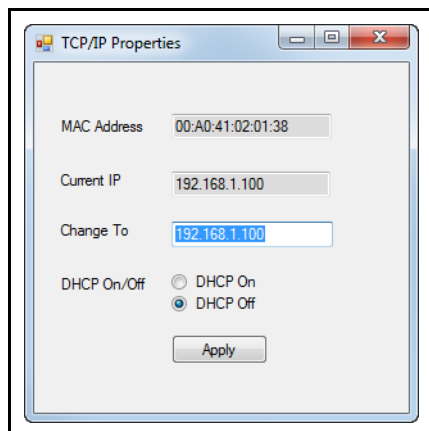 TCP/IP Properties
MAC Address 00:A0:41:02:01:38
Current IP 192.168.1.100
Change To 192.168.1.100
DHCP On/Off DHCP On
DHCP Off
Apply